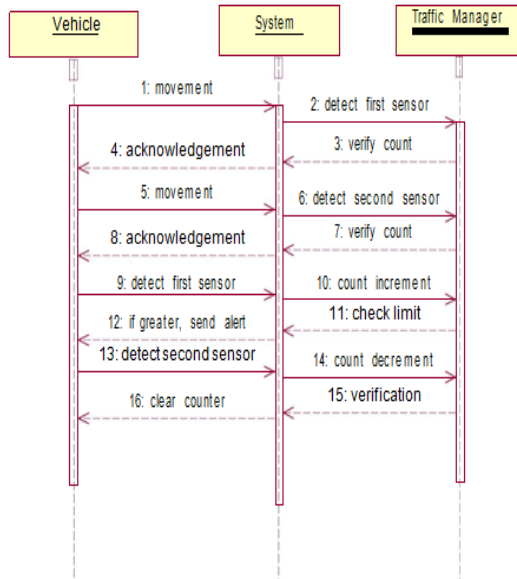 Vehicle
System
Traffic Manager
1: movement
2: detect first sensor
3: verify count
4: acknowledgement
5: movement
6: detect second sensor
7: verify count
8: acknowledgement
9: detect first sensor
10: count increment
11: check limit
12: if greater, send alert
13: detect second sensor
14: count decrement
15: verification
16: clear counter